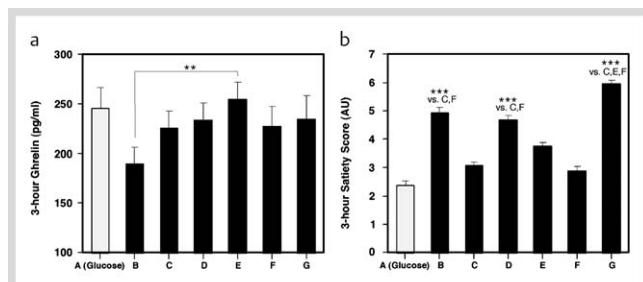 a
300
250
200
150
100
3-hour Ghrelin (pg/ml)
**
A (Glucose) B C D E F G
b
7
6
5
4
3
2
1
0
3-hour Satiety Score (AU)
***
vs. C,F
***
vs. C,F
***
vs. C,E,F
A (Glucose) B C D E F G